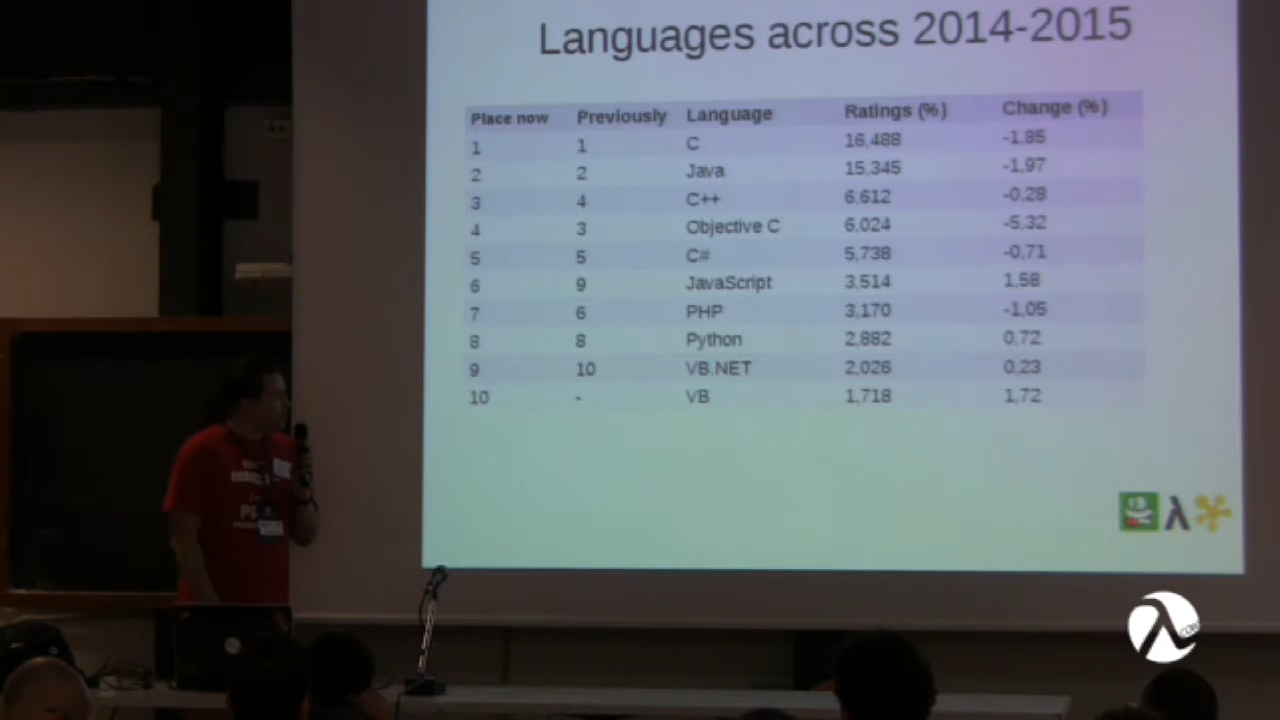 Languages across 2014-2015
Place now Previously Language Ratings (%) Change (%)
1 1 C 16,488 -1,85
2 2 Java 15,345 -1,97
3 4 C++ 6,612 -0,28
4 3 Objective C 6,024 -5,32
5 5 C# 5,738 -0,71
6 9 JavaScript 3,514 1,58
7 6 PHP 3,170 -1,05
8 8 Python 2,882 0,72
9 10 VB.NET 2,026 0,23
10 - VB 1,718 1,72
λ
λ